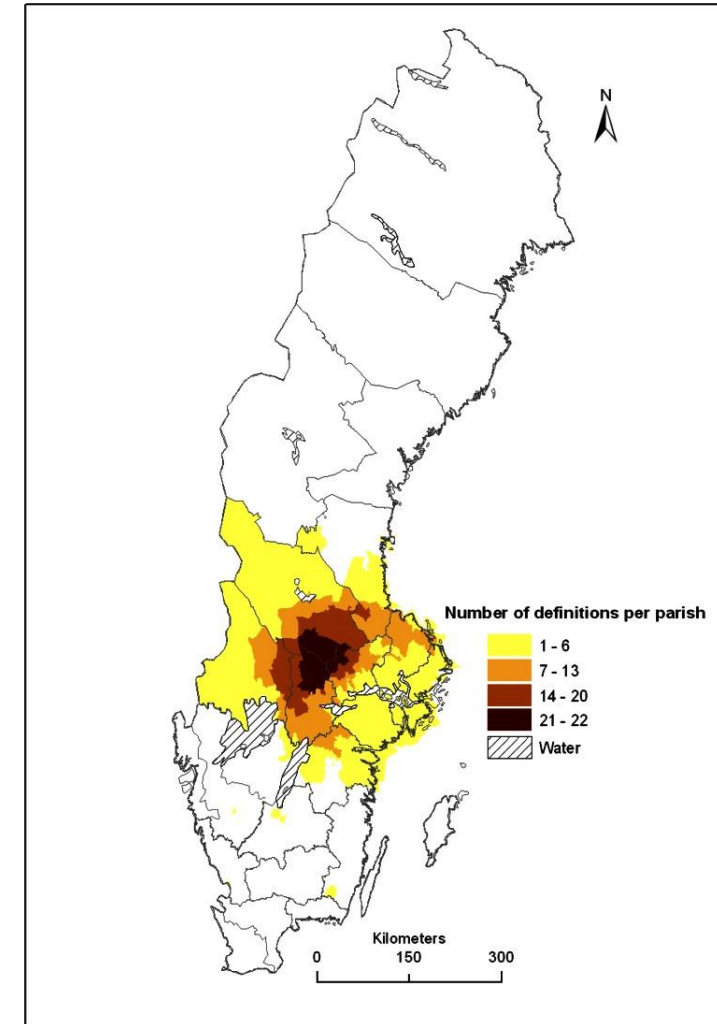 N
Number of definitions per parish
1 - 6
7 - 13
14 - 20
21 - 22
Water
Kilometers
0 150 300